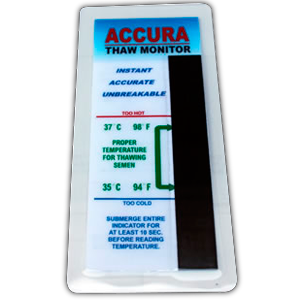 ACCURA
THAW MONITOR
INSTANT
ACCURATE
UNBREAKABLE
TOO HOT
37°C 98°F
PROPER
TEMPERATURE
FOR THAWING
SEMEN
35°C 94°F
TOO COLD
SUBMERGE ENTIRE
INDICATOR FOR
AT LEAST 10 SEC.
BEFORE READING
TEMPERATURE.